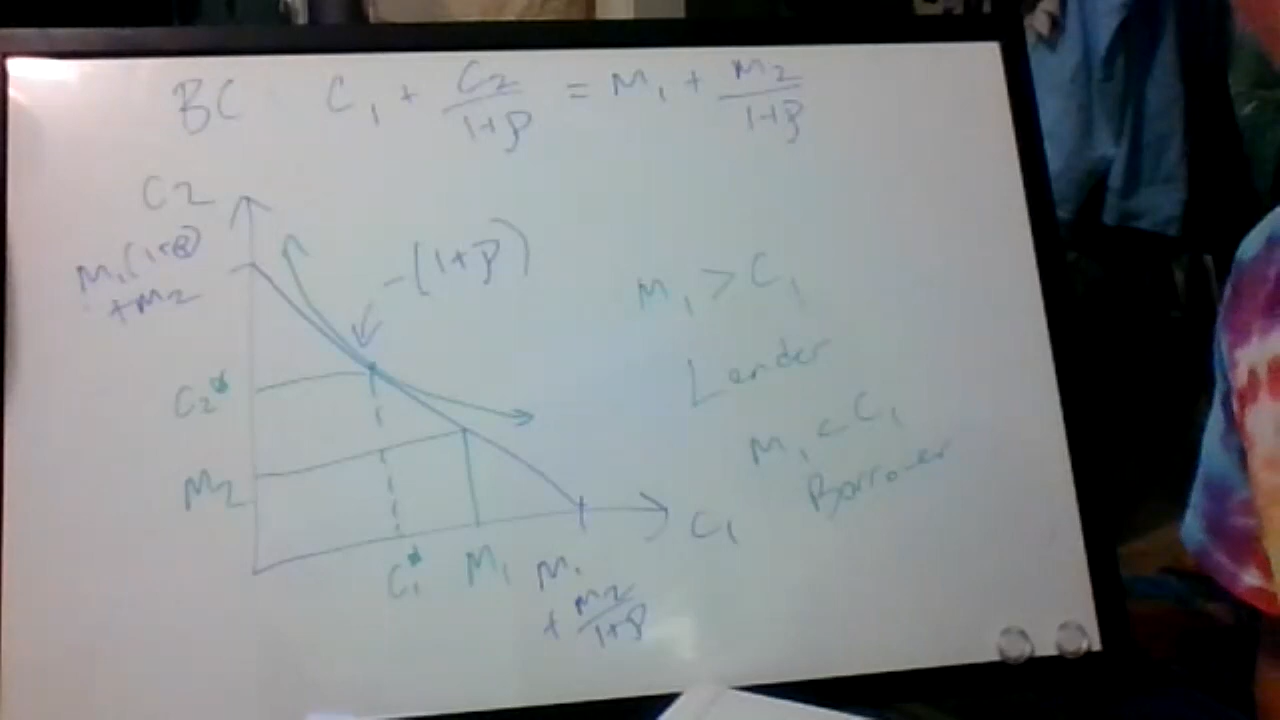 BC C₁ + C2/1+ρ = M₁ + M2/1+ρ
C2
M₁(1+ρ)
+M2
-(1+ρ)
M₁ > C₁
Lender
C2*
M₁ < C₁
Borrower
M2
C₁
C₁* M₁ M₁
+ M2/1+ρ